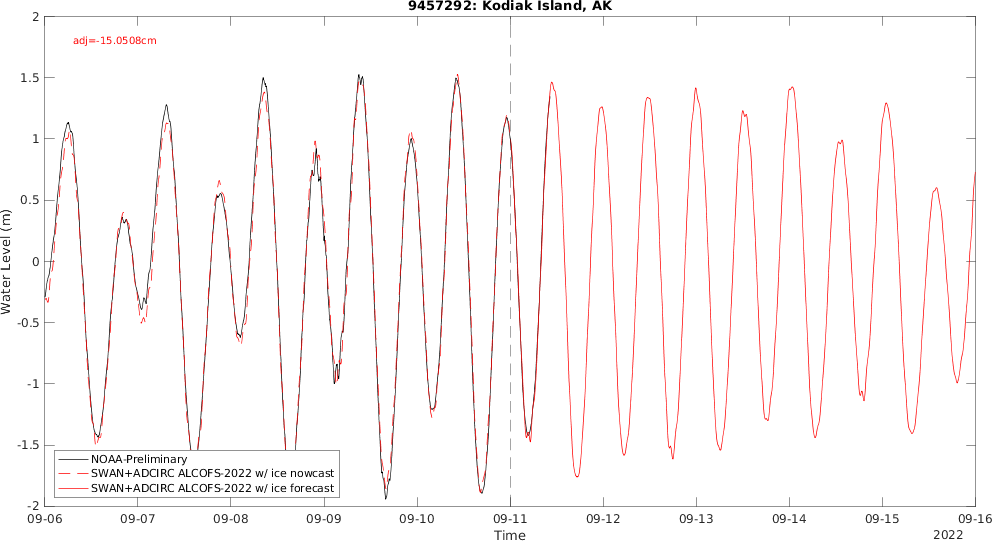 9457292: Kodiak Island, AK
adj=-15.0508cm
2
1.5
1
0.5
0
-0.5
-1
-1.5
-2
Water Level (m)
NOAA-Preliminary
SWAN+ADCIRC ALCOFS-2022 w/ ice nowcast
SWAN+ADCIRC ALCOFS-2022 w/ ice forecast
09-06 09-07 09-08 09-09 09-10 09-11 09-12 09-13 09-14 09-15 09-16
Time
2022